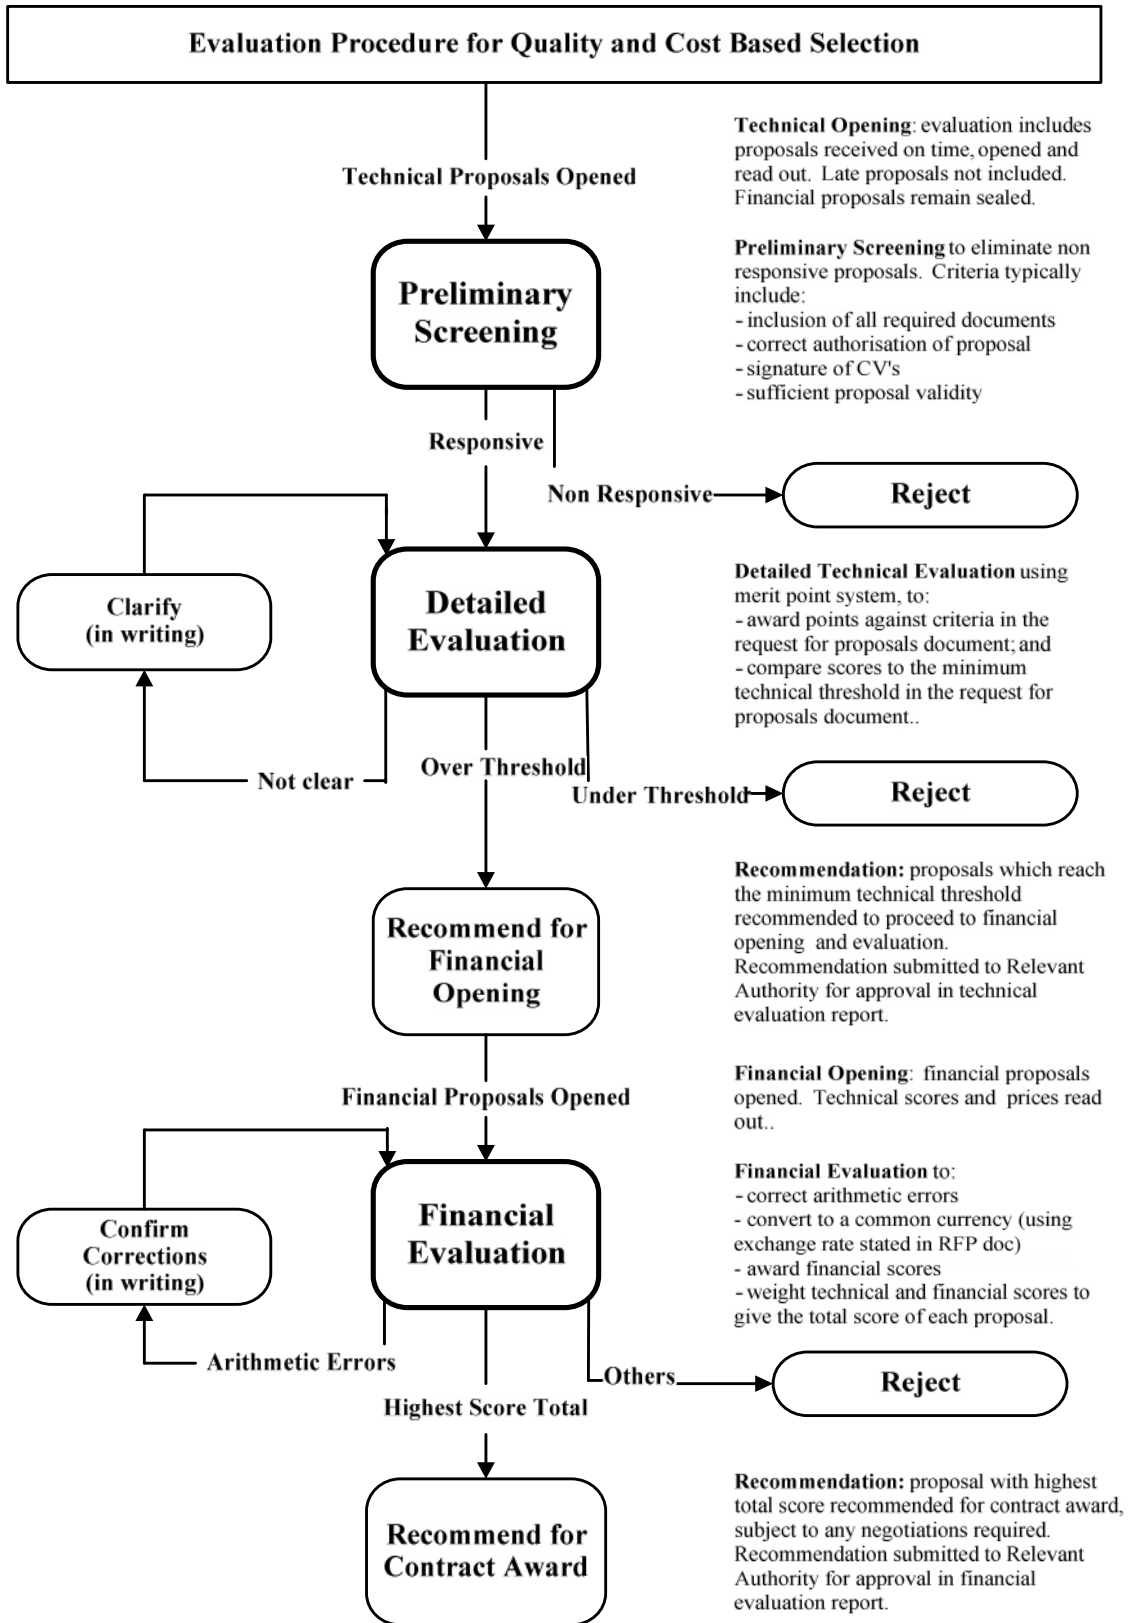 Evaluation Procedure for Quality and Cost Based Selection
Technical Proposals Opened
Technical Opening: evaluation includes
proposals received on time, opened and
read out. Late proposals not included.
Financial proposals remain sealed.
Preliminary
Screening
Preliminary Screening to eliminate non
responsive proposals. Criteria typically
include:
- inclusion of all required documents
- correct authorisation of proposal
- signature of CV's
- sufficient proposal validity
Responsive
Non Responsive
Reject
Clarify
(in writing)
Detailed
Evaluation
Detailed Technical Evaluation using
merit point system, to:
- award points against criteria in the
request for proposals document; and
- compare scores to the minimum
technical threshold in the request for
proposals document..
Not clear
Over Threshold
Under Threshold
Reject
Recommend for
Financial
Opening
Recommendation: proposals which reach
the minimum technical threshold
recommended to proceed to financial
opening and evaluation.
Recommendation submitted to Relevant
Authority for approval in technical
evaluation report.
Financial Proposals Opened
Financial Opening: financial proposals
opened. Technical scores and prices read
out..
Confirm
Corrections
(in writing)
Financial
Evaluation
Financial Evaluation to:
- correct arithmetic errors
- convert to a common currency (using
exchange rate stated in RFP doc)
- award financial scores
- weight technical and financial scores to
give the total score of each proposal.
Arithmetic Errors
Others
Reject
Highest Score Total
Recommend for
Contract Award
Recommendation: proposal with highest
total score recommended for contract award,
subject to any negotiations required.
Recommendation submitted to Relevant
Authority for approval in financial
evaluation report.